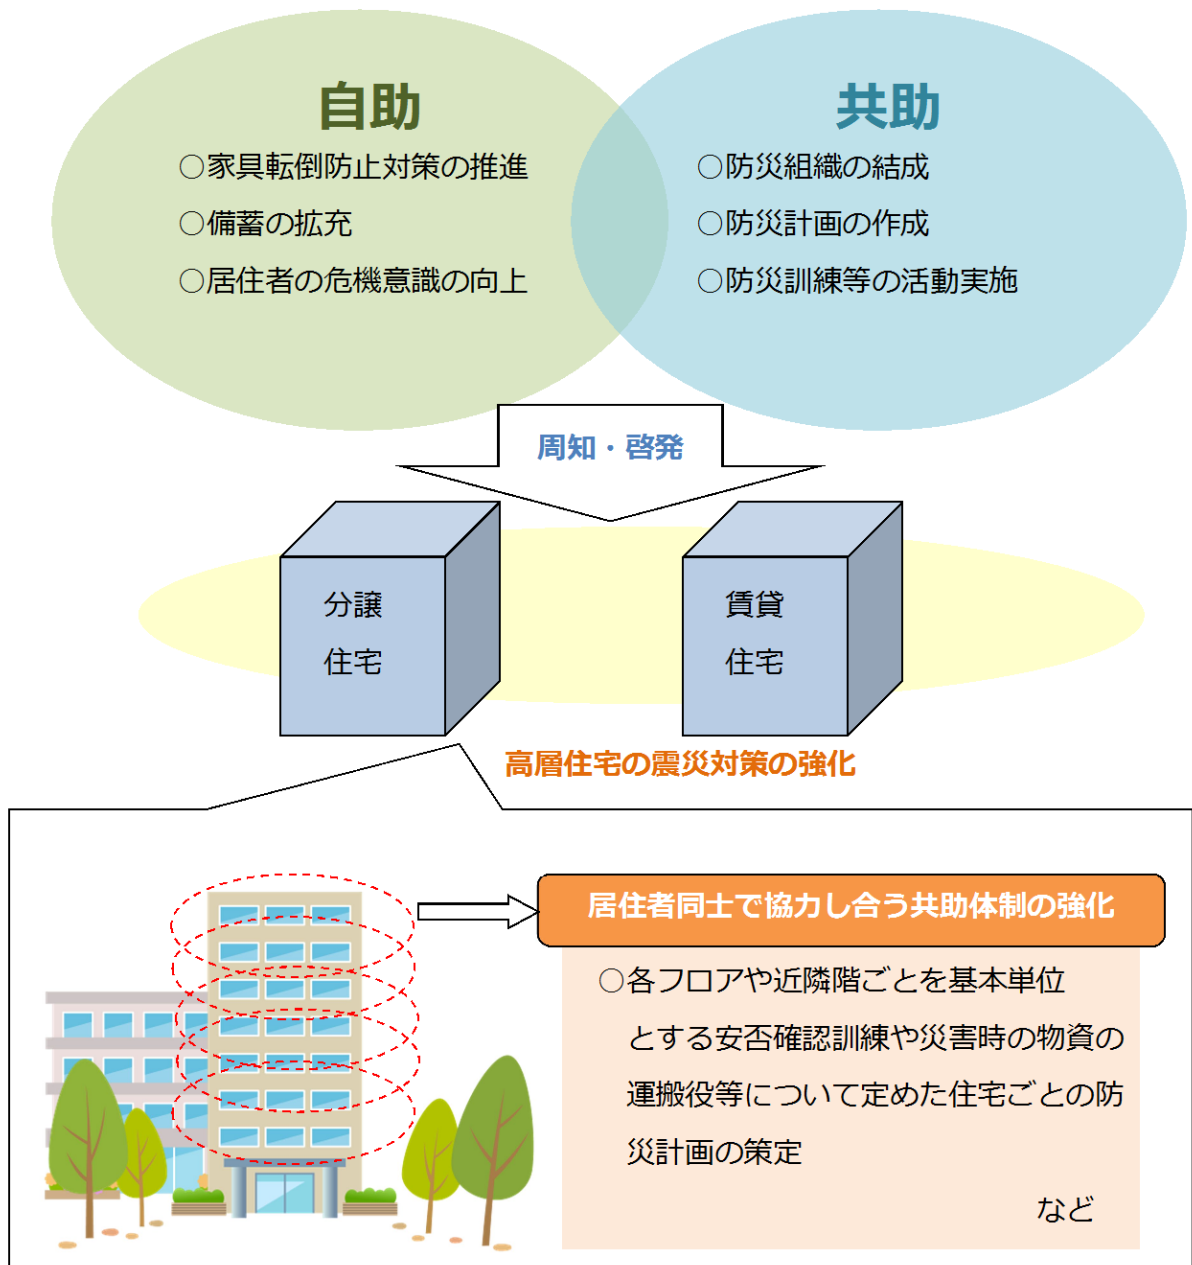 自助
○家具転倒防止対策の推進
○備蓄の拡充
○居住者の危機意識の向上
共助
○防災組織の結成
○防災計画の作成
○防災訓練等の活動実施
周知・啓発
分譲
住宅
賃貸
住宅
高層住宅の震災対策の強化
居住者同士で協力し合う共助体制の強化
○各フロアや近隣階ごとを基本単位
とする安否確認訓練や災害時の物資の
運搬役等について定めた住宅ごとの防
災計画の策定
など